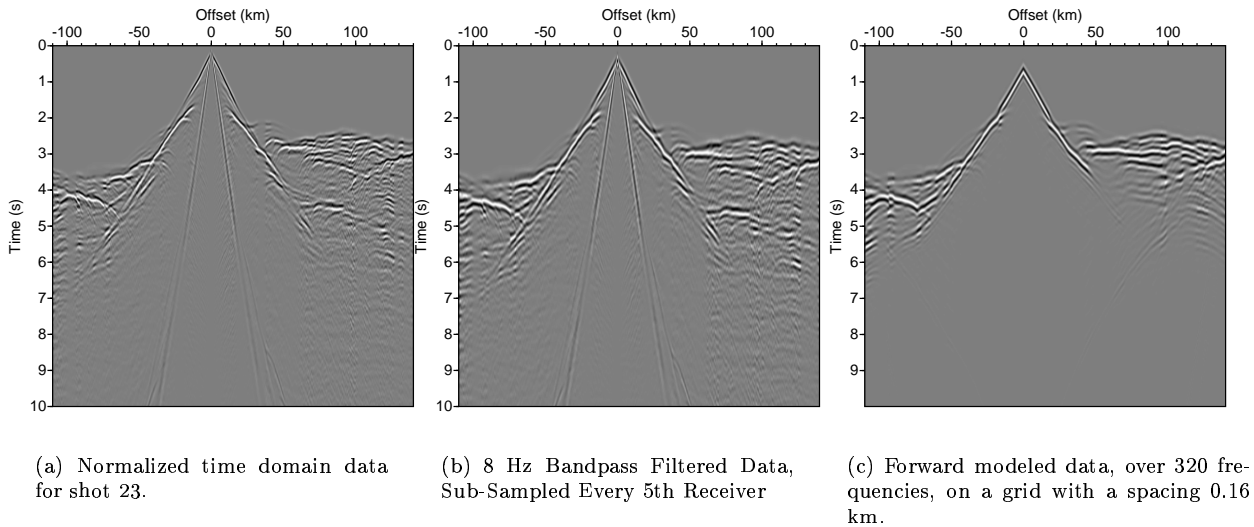 Offset (km)
-100 -50 0 50 100
0
1
2
3
4
5
6
7
8
9
10
Time (s)
Offset (km)
-100 -50 0 50 100
0
1
2
3
4
5
6
7
8
9
10
Time (s)
Offset (km)
-100 -50 0 50 100
0
1
2
3
4
5
6
7
8
9
Time (s)
(a) Normalized time domain data
for shot 23.
(b) 8 Hz Bandpass Filtered Data,
Sub-Sampled Every 5th Receiver
(c) Forward modeled data, over 320 fre-
quencies, on a grid with a spacing 0.16
km.